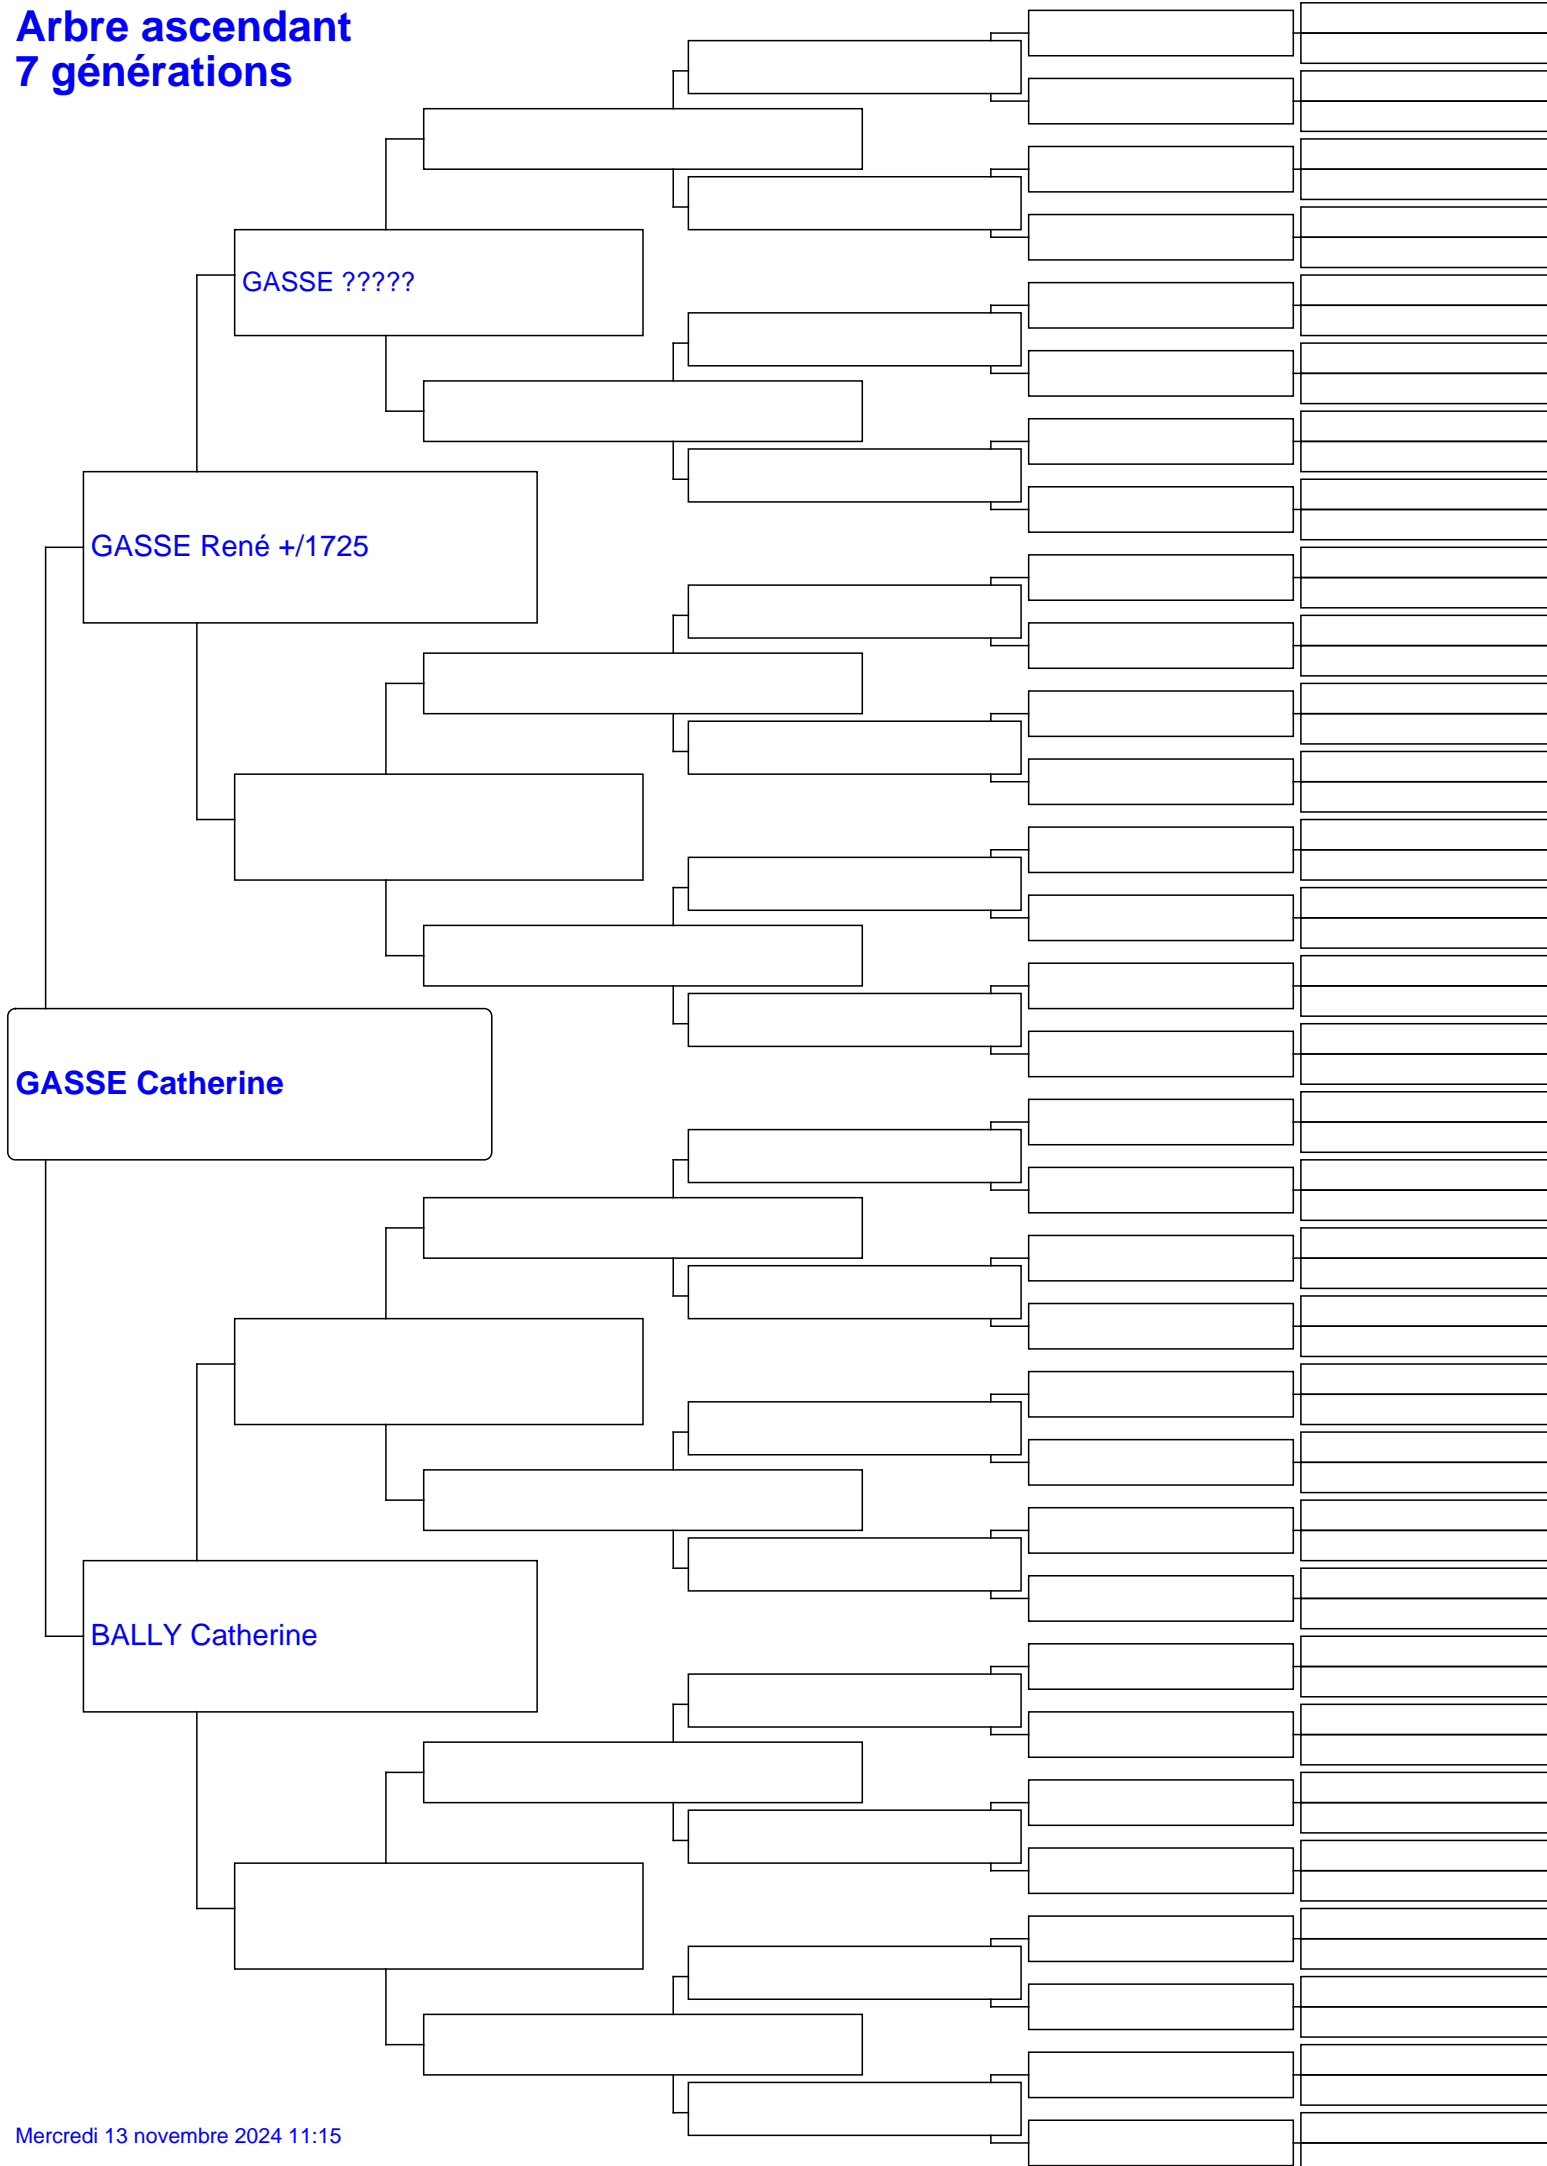 Arbre ascendant
7 générations
GASSE ?????
GASSE René +/1725
GASSE Catherine
BALLY Catherine
Mercredi 13 novembre 2024 11:15